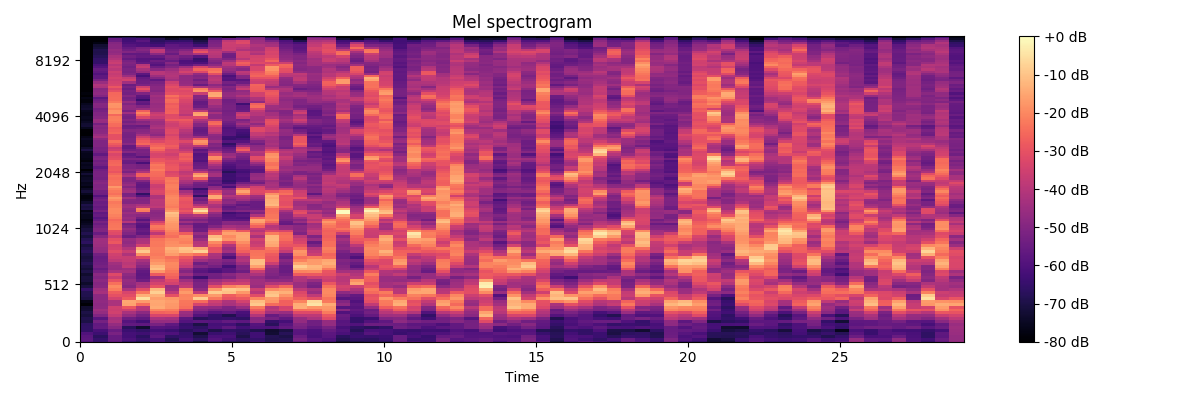 Mel spectrogram
+0 dB
8192
-10 dB
4096
-20 dB
-30 dB
2048
-40 dB
1024
-50 dB
-60 dB
512
-70 dB
0
-80 dB
0 5 10 15 20 25
Hz
Time